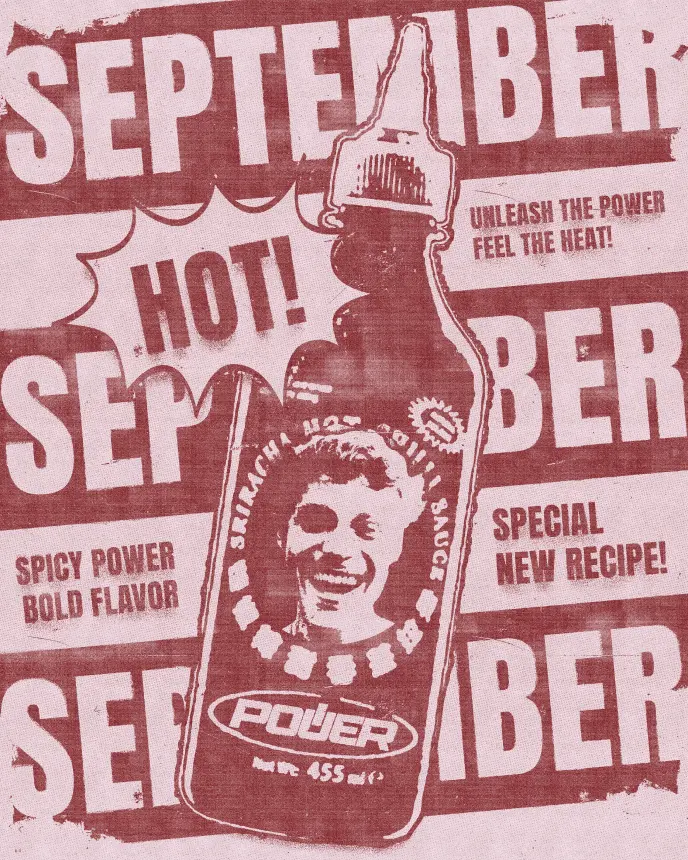 SEPTEMBER
UNLEASH THE POWER
FEEL THE HEAT!
HOT!
SEP BER
SRIRACHA HOT CHILI SAUCE
SPECIAL
NEW RECIPE!
SPICY POWER
BOLD FLAVOR
SEP MBER
POWER
455 ml